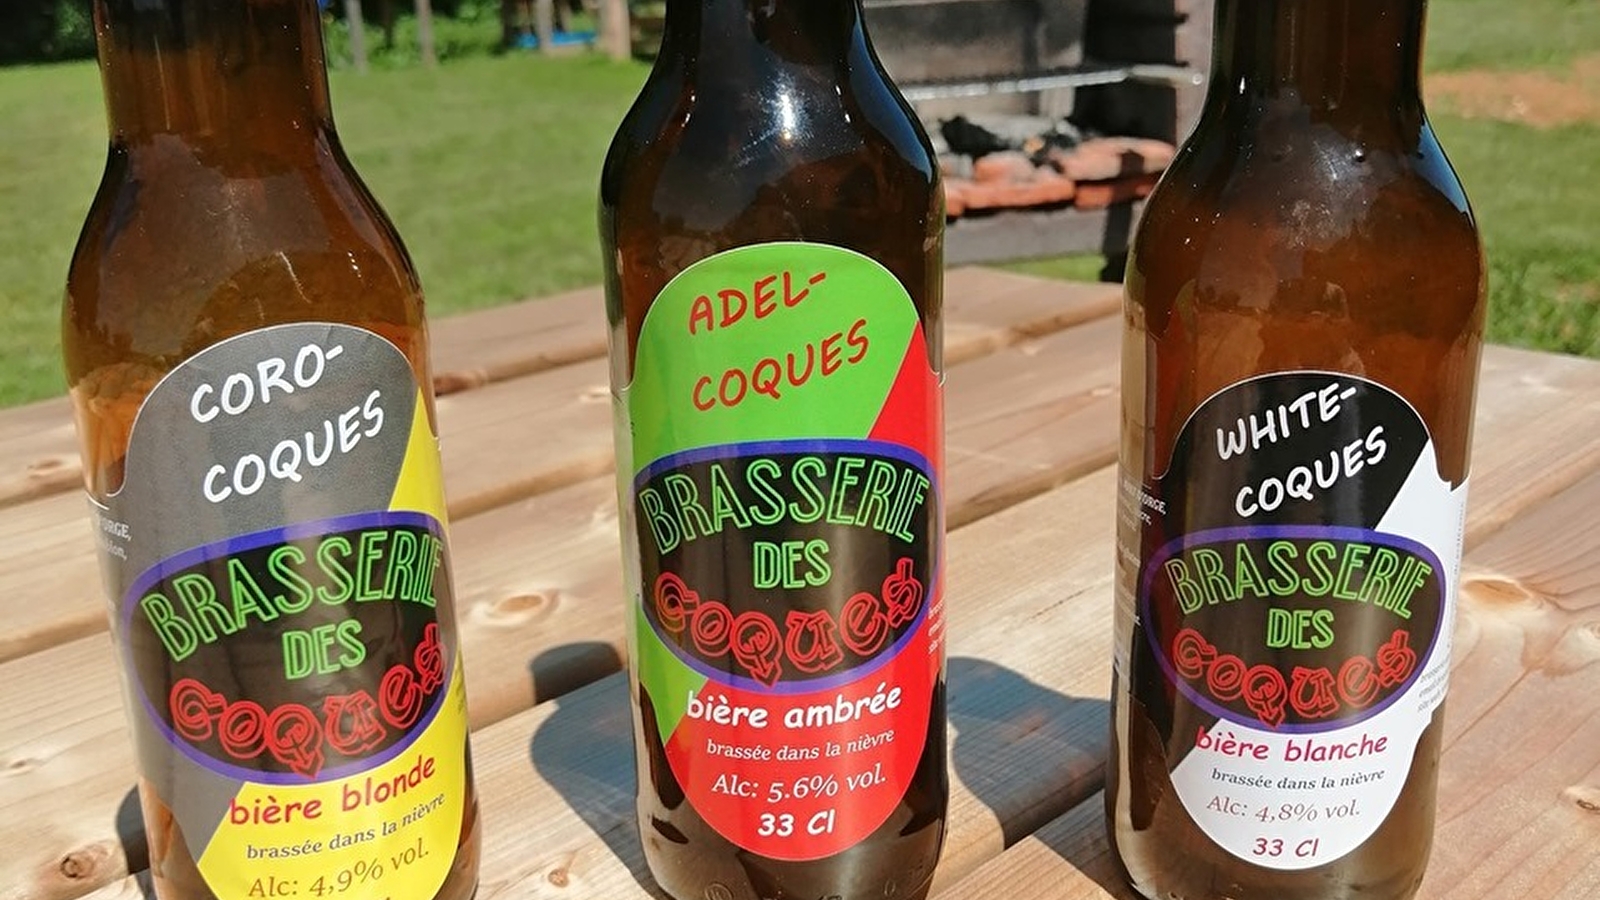 CORO-
COQUES
BRASSERIE
DES
COQUES
bière blonde
brassée dans la nièvre
Alc: 4,9% vol.
ADEL-
COQUES
BRASSERIE
DES
COQUES
bière ambrée
brassée dans la nièvre
Alc: 5.6% vol.
33 Cl
WHITE-
COQUES
BRASSERIE
DES
COQUES
bière blanche
brassée dans la nièvre
Alc: 4,8% vol.
33 Cl